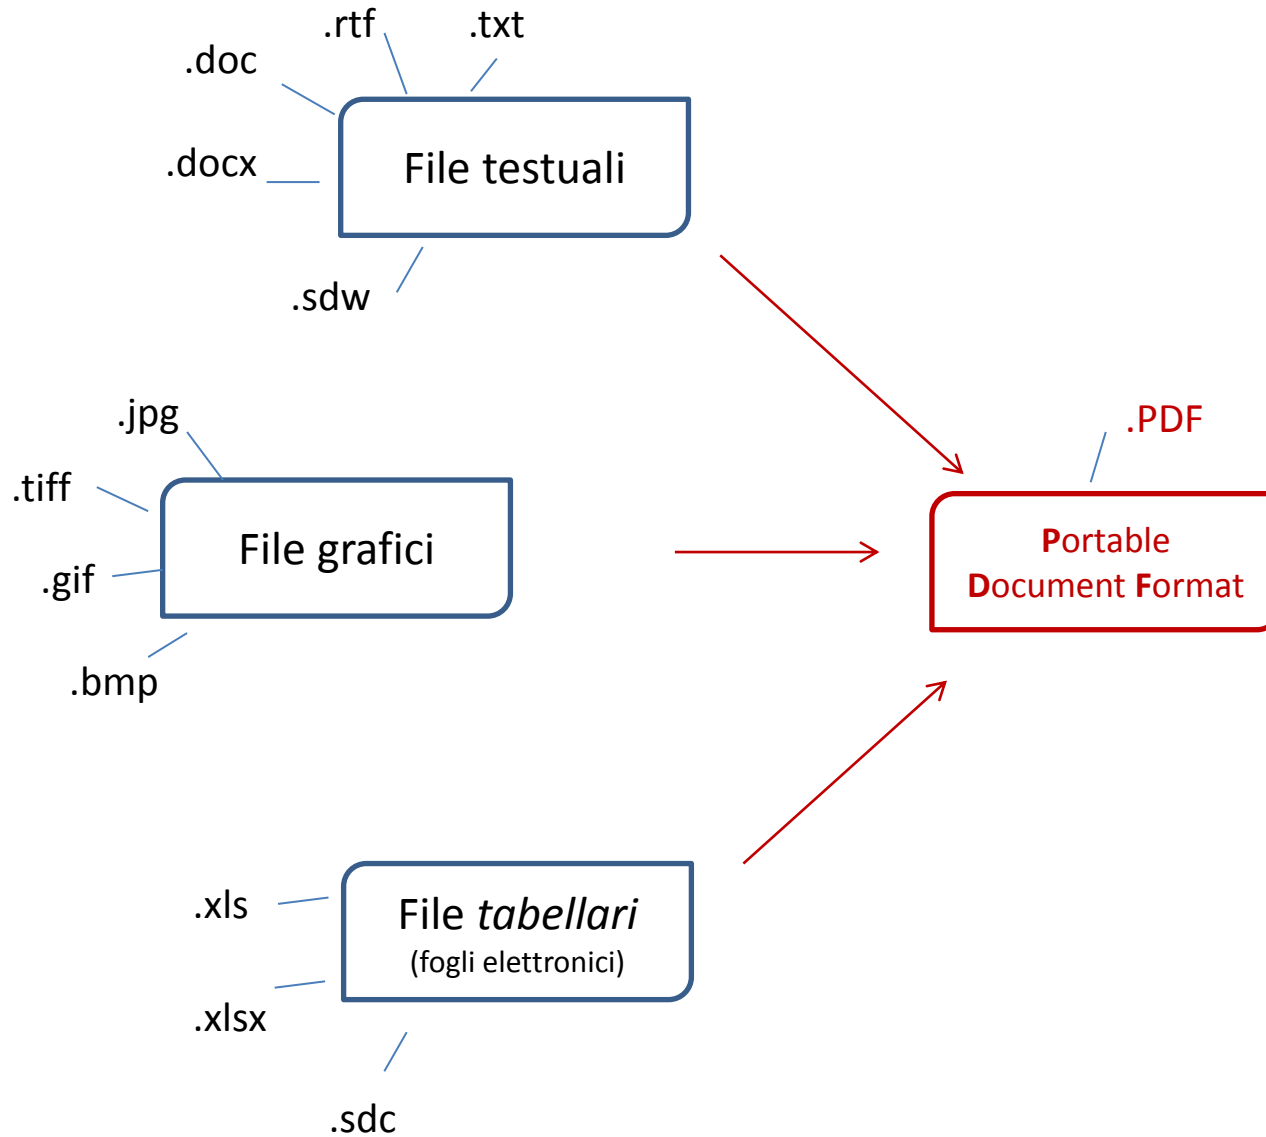 .rtf
.txt
.doc
.docx
File testuali
.sdw
.jpg
.tiff
.gif
.bmp
File grafici
.PDF
Portable
Document Format
.xls
.xlsx
.sdc
File tabellari
(fogli elettronici)